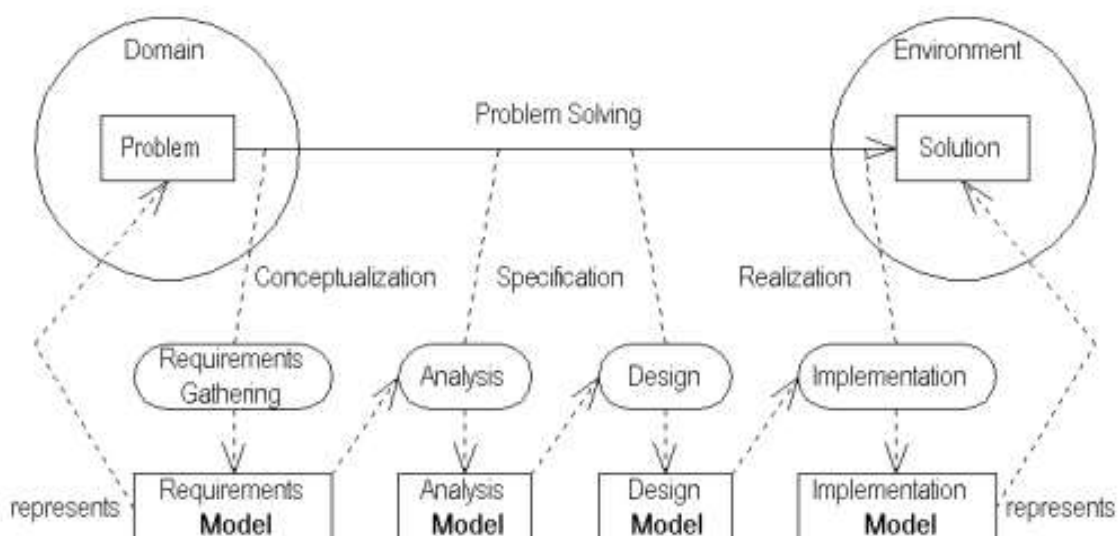 Domain
Environment
Problem Solving
Problem
Solution
Conceptualization
Specification
Realization
Requirements
Gathering
Analysis
Design
Implementation
Requirements
Model
Analysis
Model
Design
Model
Implementation
Model
represents
represents